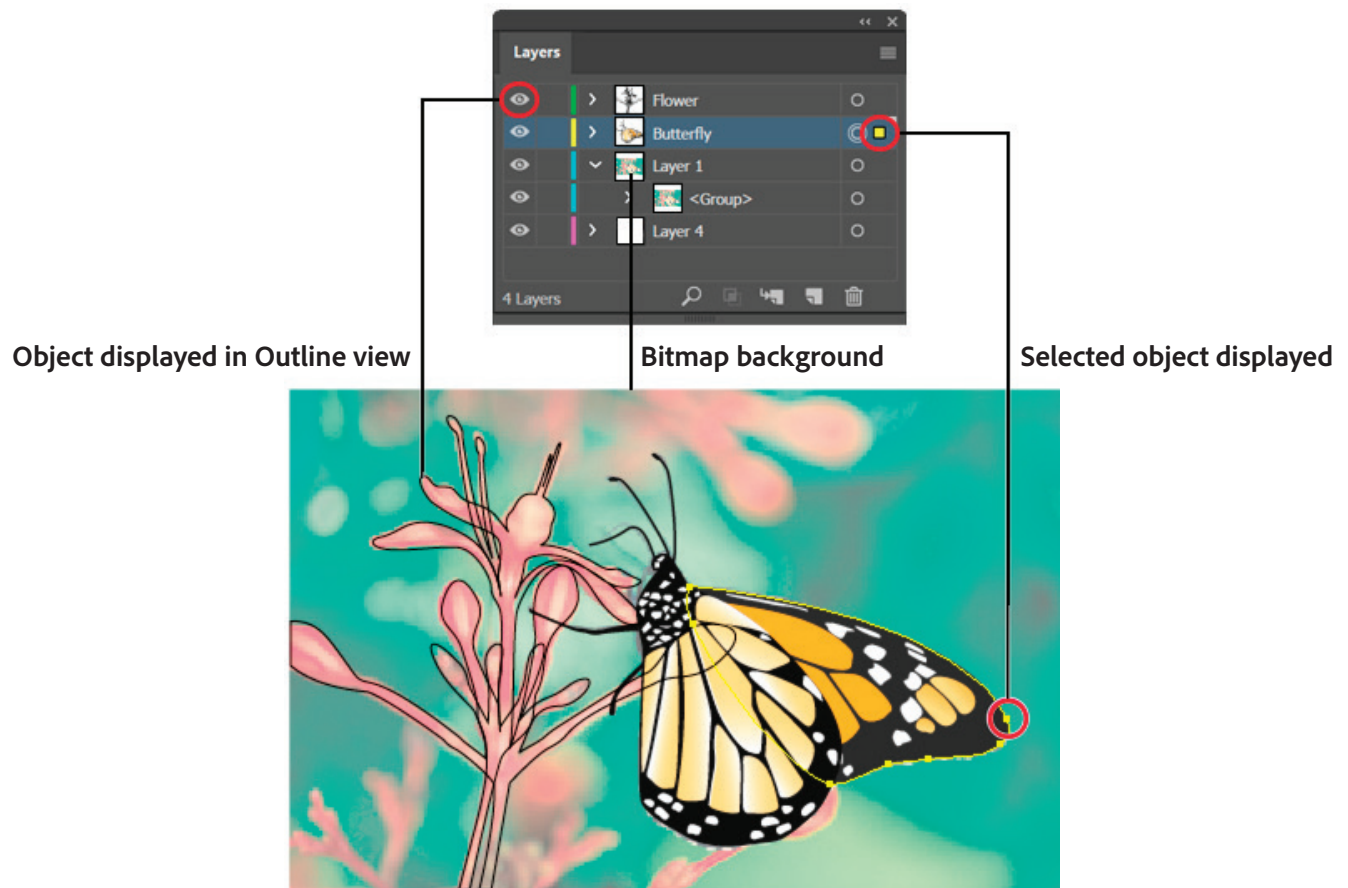 Layers
Flower
Butterfly
Layer 1
<Group>
Layer 4
4 Layers
Object displayed in Outline view
Bitmap background
Selected object displayed